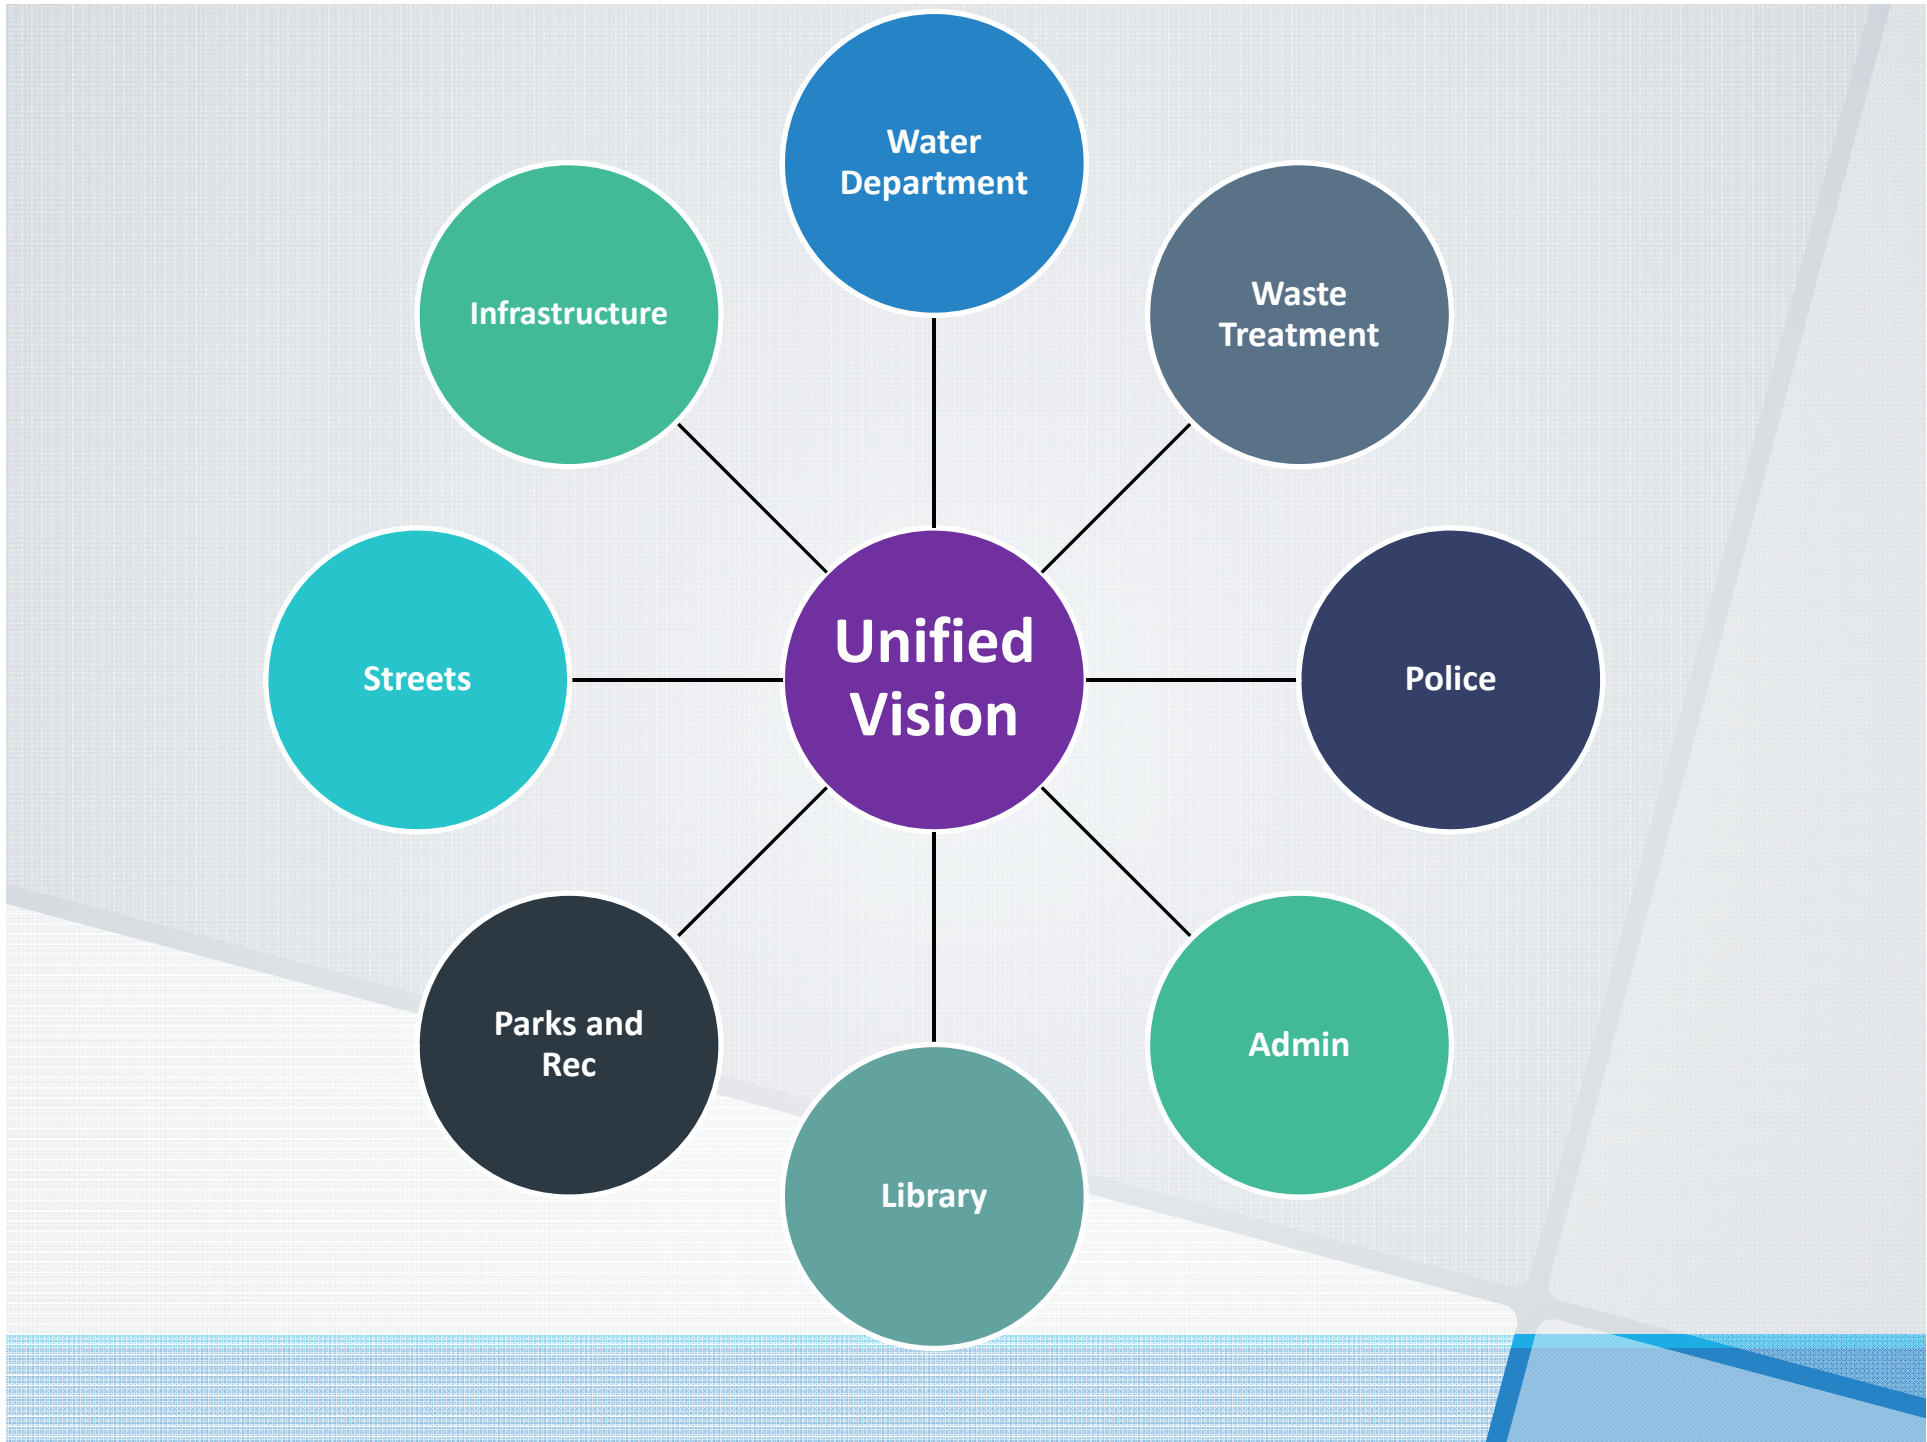 Water
Department
Infrastructure
Waste
Treatment
Unified
Vision
Streets
Police
Parks and
Rec
Admin
Library